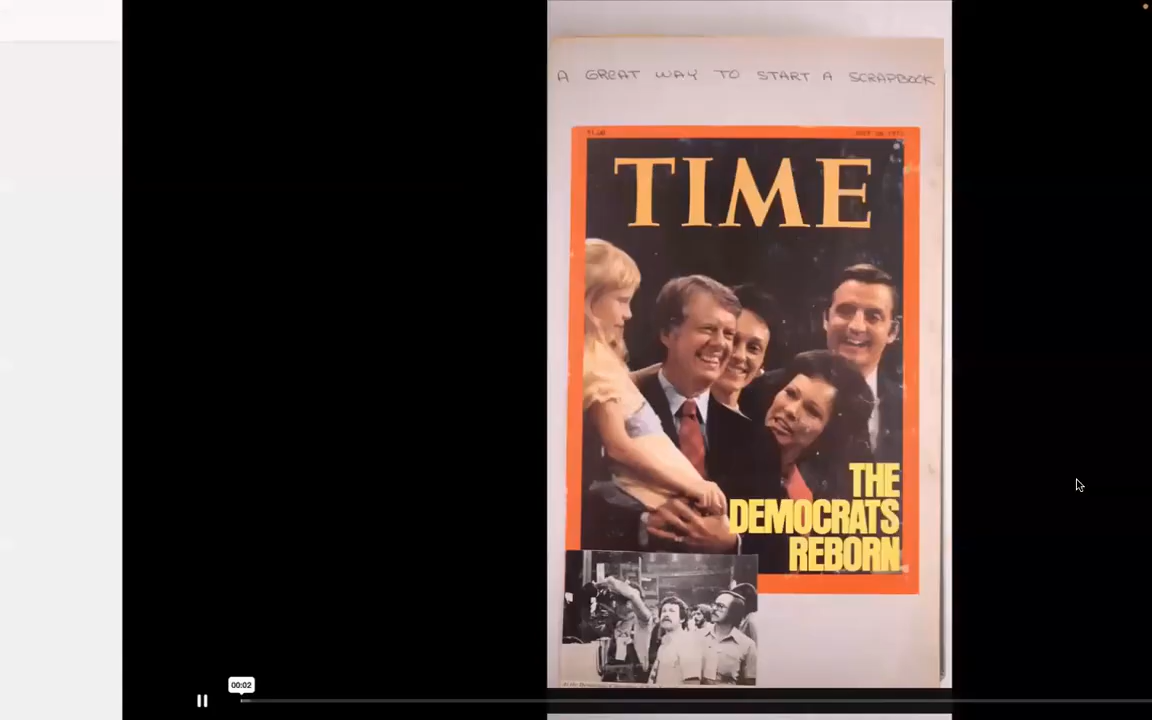 A GREAT WAY TO START A SCRAPBOOK
TIME
THE
DEMOCRATS
REBORN
00:02